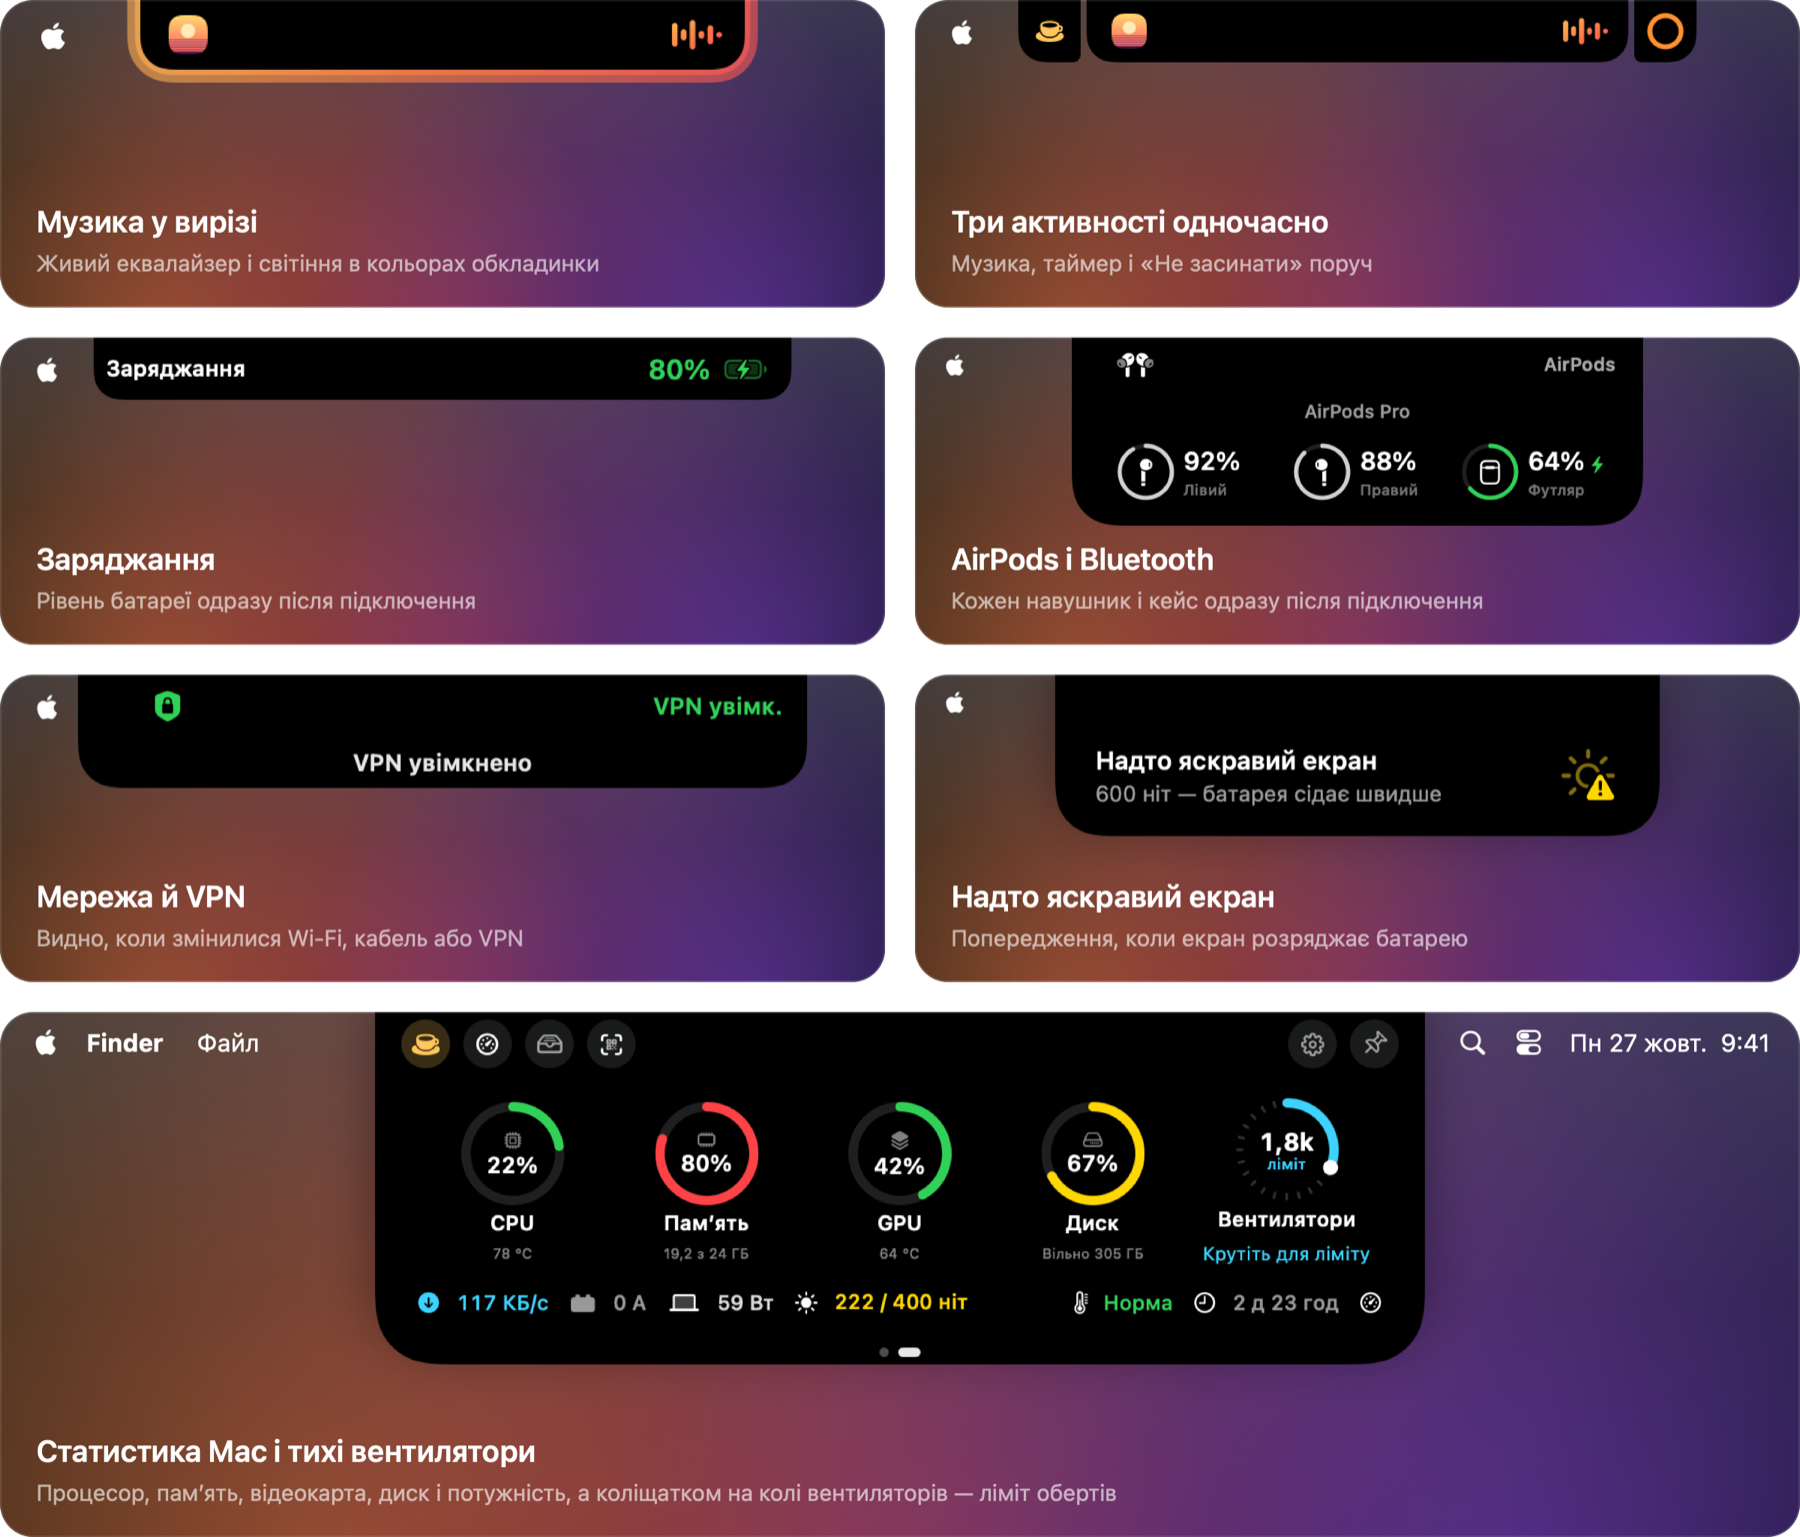 Музика у вирізі
Живий еквалайзер і світіння в кольорах обкладинки
Три активності одночасно
Музика, таймер і «Не засинати» поруч
Заряджання 80%
Заряджання
Рівень батареї одразу після підключення
AirPods
AirPods Pro
92% 88% 64%
Лівий Правий Футляр
AirPods і Bluetooth
Кожен навушник і кейс одразу після підключення
VPN увімк.
VPN увімкнено
Мережа й VPN
Видно, коли змінилися Wi-Fi, кабель або VPN
Надто яскравий екран
600 ніт — батарея сідає швидше
Надто яскравий екран
Попередження, коли екран розряджає батарею
Finder Файл Пн 27 жовт. 9:41
22% 80% 42% 67% 1,8k
ліміт
CPU Пам’ять GPU Диск Вентилятори
78 °C 19,2 з 24 ГБ 64 °C Вільно 305 ГБ Крутіть для ліміту
117 КБ/с 0 А 59 Вт 222 / 400 ніт Норма 2 д 23 год
Статистика Mac і тихі вентилятори
Процесор, пам’ять, відеокарта, диск і потужність, а коліщатком на колі вентиляторів — ліміт обертів